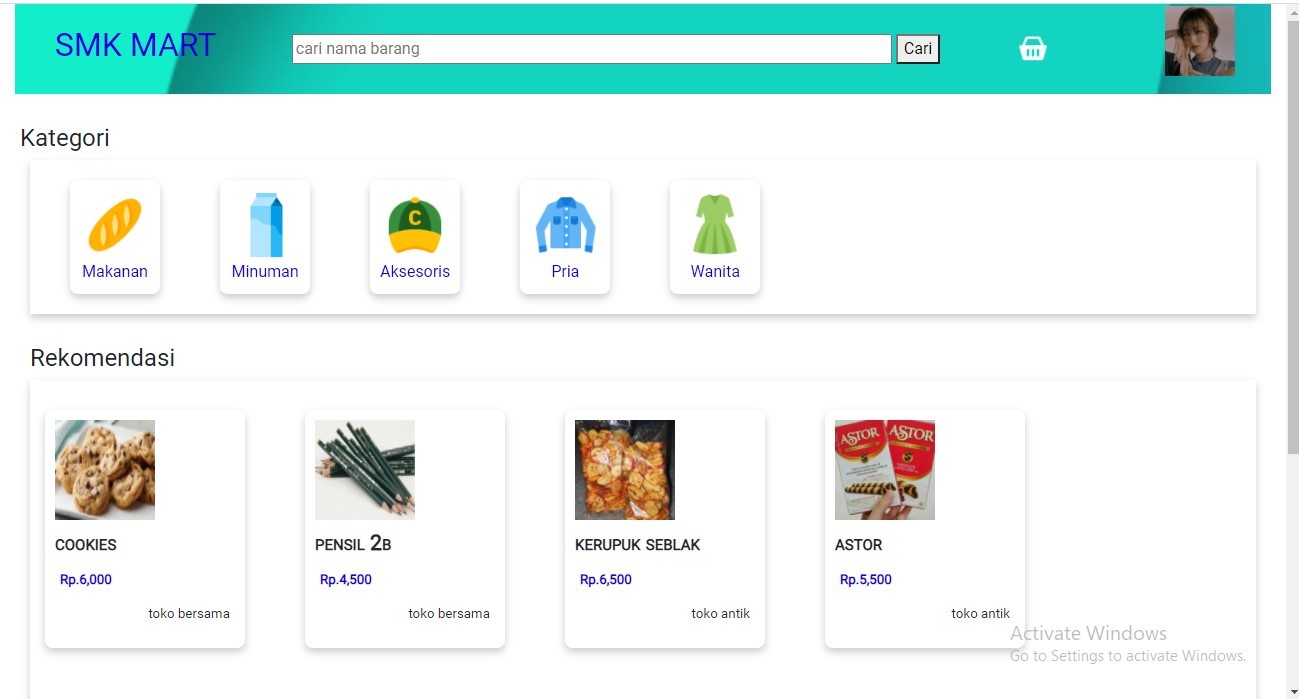 SMK MART
cari nama barang
Cari
Kategori
C
Makanan
Minuman
Aksesoris
Pria
Wanita
Rekomendasi
ASTOR ASTOR
COOKIES
PENSIL 2B
KERUPUK SEBLAK
ASTOR
Rp.6,000
Rp.4,500
Rp.6,500
Rp.5,500
toko bersama
toko bersama
toko antik
toko antik
Activate Windows
Go to Settings to activate Windows.